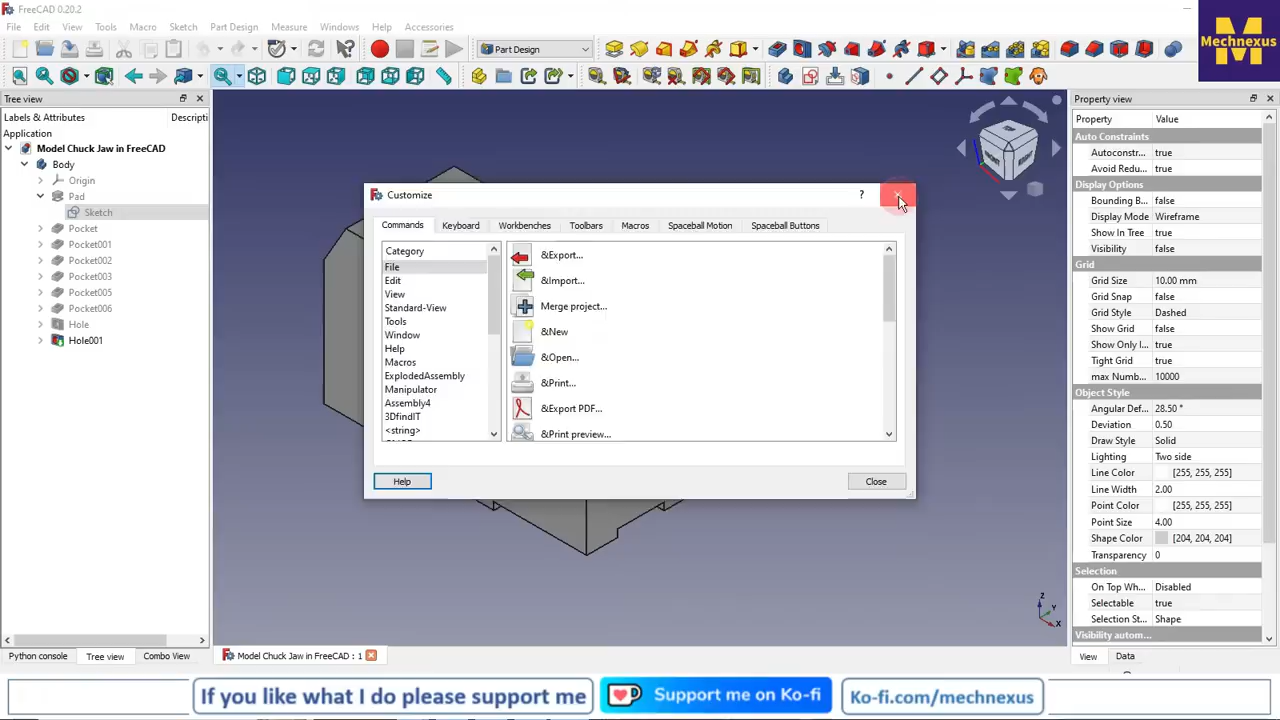 FreeCAD 0.20.2
File Edit View Tools Macro Sketch Part Design Measure Windows Help Accessories
Mechnexus
Part Design
Tree view
Labels & Attributes Descripti
Application
Model Chuck Jaw in FreeCAD
Body
Origin
Pad
Sketch
Pocket
Pocket001
Pocket002
Pocket003
Pocket005
Pocket006
Hole
Hole001
Python console Tree view Combo View
Customize
?
Commands Keyboard Workbenches Toolbars Macros Spaceball Motion Spaceball Buttons
Category
File
Edit
View
Standard-View
Tools
Window
Help
Macros
ExplodedAssembly
Manipulator
Assembly4
3DfindIT
<string>
&Export...
&Import...
Merge project...
&New
&Open...
&Print...
&Export PDF...
&Print preview...
Help Close
Z
Y
X
Model Chuck Jaw in FreeCAD : 1
Property view
Property Value
Auto Constraints
Autoconstr... true
Avoid Redu... true
Display Options
Bounding B... false
Display Mode Wireframe
Show In Tree true
Visibility false
Grid
Grid Size 10.00 mm
Grid Snap false
Grid Style Dashed
Show Grid false
Show Only I... true
Tight Grid true
max Numb... 10000
Object Style
Angular Def... 28.50 °
Deviation 0.50
Draw Style Solid
Lighting Two side
Line Color [255, 255, 255]
Line Width 2.00
Point Color [255, 255, 255]
Point Size 4.00
Shape Color [204, 204, 204]
Transparency 0
Selection
On Top Wh... Disabled
Selectable true
Selection St... Shape
Visibility autom...
View Data
If you like what I do please support me
Support me on Ko-fi
Ko-fi.com/mechnexus